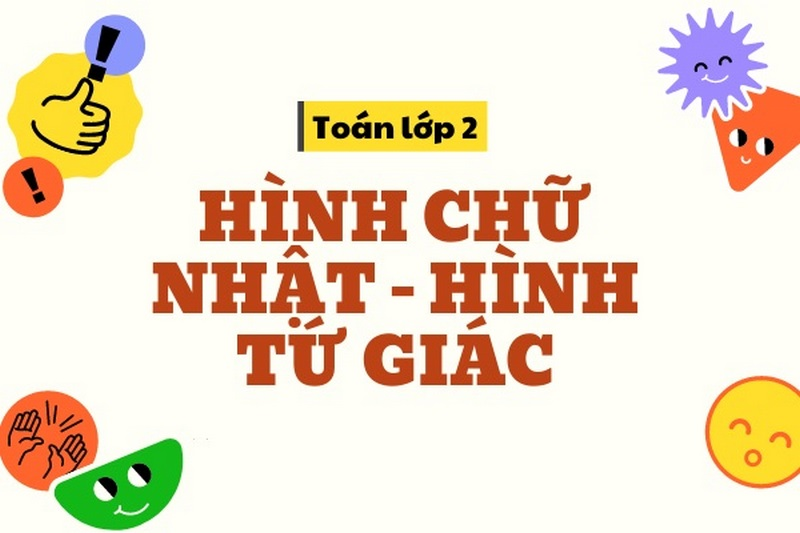 Toán lớp 2
HÌNH CHỮ
NHẬT - HÌNH
TỨ GIÁC